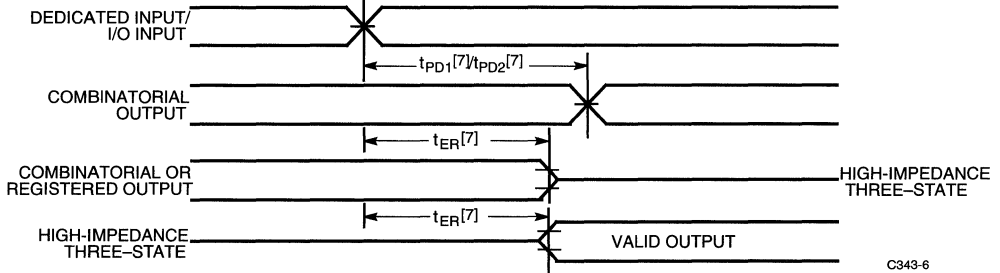 DEDICATED INPUT/
I/O INPUT
tPD1[7]/tPD2[7]
COMBINATORIAL
OUTPUT
tER[7]
COMBINATORIAL OR
REGISTERED OUTPUT
HIGH-IMPEDANCE
THREE–STATE
tER[7]
HIGH-IMPEDANCE
THREE–STATE
VALID OUTPUT
C343-6